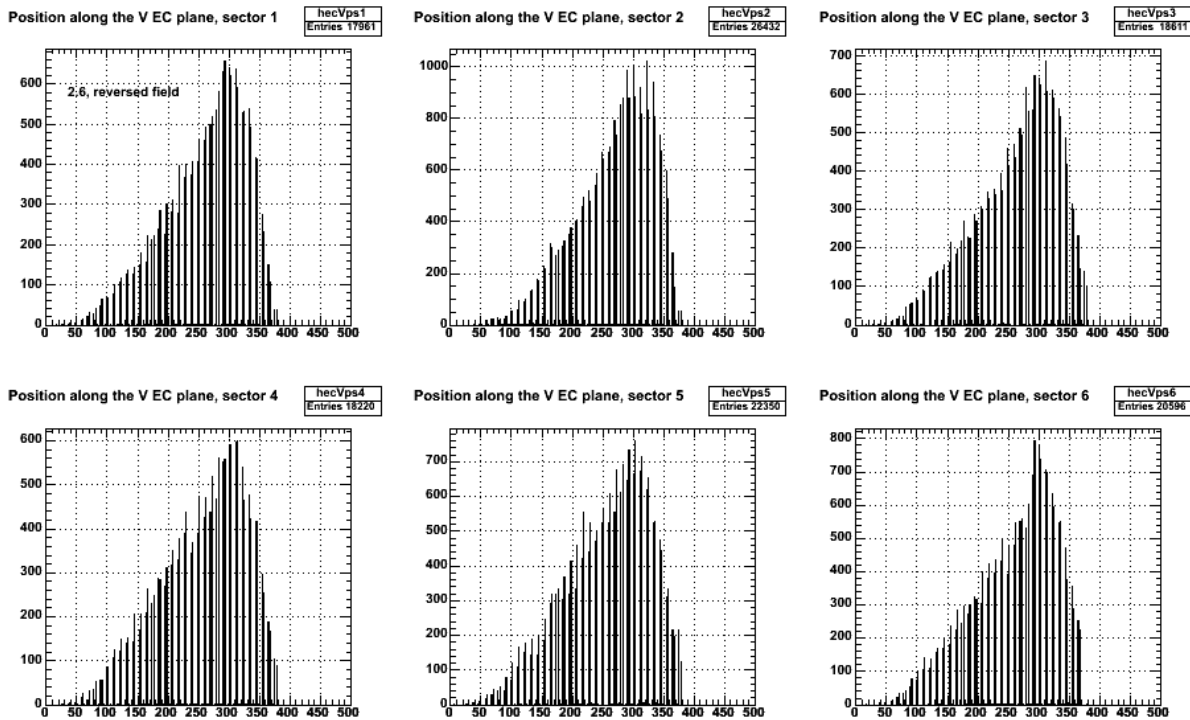 Position along the V EC plane, sector 1
hecVps1
Entries 17961
2.6, reversed field
600
500
400
300
200
100
0
0 50 100 150 200 250 300 350 400 450 500
Position along the V EC plane, sector 2
hecVps2
Entries 26432
1000
800
600
400
200
0
0 50 100 150 200 250 300 350 400 450 500
Position along the V EC plane, sector 3
hecVps3
Entries 18611
700
600
500
400
300
200
100
0
0 50 100 150 200 250 300 350 400 450 500
Position along the V EC plane, sector 4
hecVps4
Entries 18220
600
500
400
300
200
100
0
0 50 100 150 200 250 300 350 400 450 500
Position along the V EC plane, sector 5
hecVps5
Entries 22350
700
600
500
400
300
200
100
0
0 50 100 150 200 250 300 350 400 450 500
Position along the V EC plane, sector 6
hecVps6
Entries 20596
800
700
600
500
400
300
200
100
0
0 50 100 150 200 250 300 350 400 450 500